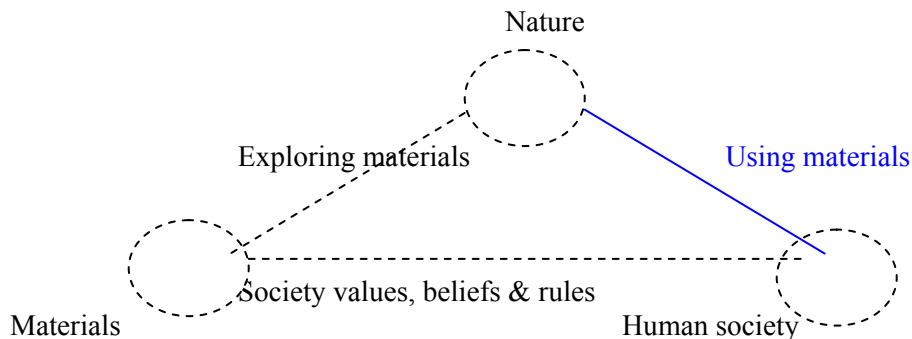 Nature
Exploring materials
Using materials
Society values, beliefs & rules
Materials
Human society